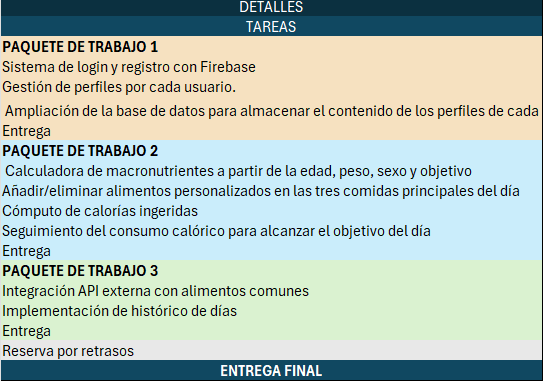 DETALLES
TAREAS
PAQUETE DE TRABAJO 1
Sistema de login y registro con Firebase
Gestión de perfiles por cada usuario.
Ampliación de la base de datos para almacenar el contenido de los perfiles de cada
Entrega
PAQUETE DE TRABAJO 2
Calculadora de macronutrientes a partir de la edad, peso, sexo y objetivo
Añadir/eliminar alimentos personalizados en las tres comidas principales del día
Cómputo de calorías ingeridas
Seguimiento del consumo calórico para alcanzar el objetivo del día
Entrega
PAQUETE DE TRABAJO 3
Integración API externa con alimentos comunes
Implementación de histórico de días
Entrega
Reserva por retrasos
ENTREGA FINAL